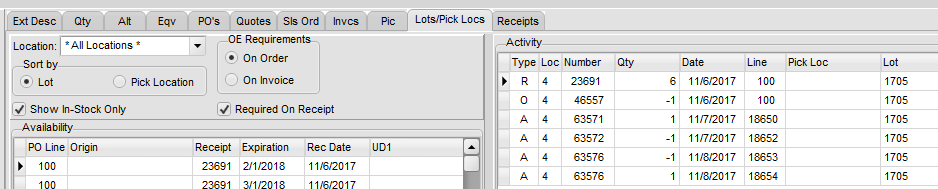 Ext Desc Qty Alt Eqv PO's Quotes Sls Ord Invcs Pic Lots/Pick Locs Receipts
Location: * All Locations *
OE Requirements
On Order
On Invoice
Sort by
Lot Pick Location
Show In-Stock Only Required On Receipt
Availability
PO Line Origin Receipt Expiration Rec Date UD1
100 23691 2/1/2018 11/6/2017
100 23691 3/1/2018 11/6/2017
Activity
Type Loc Number Qty Date Line Pick Loc Lot
R 4 23691 6 11/6/2017 100 1705
O 4 46557 -1 11/6/2017 100 1705
A 4 63571 1 11/7/2017 18650 1705
A 4 63572 -1 11/7/2017 18652 1705
A 4 63576 -1 11/8/2017 18653 1705
A 4 63576 1 11/8/2017 18654 1705